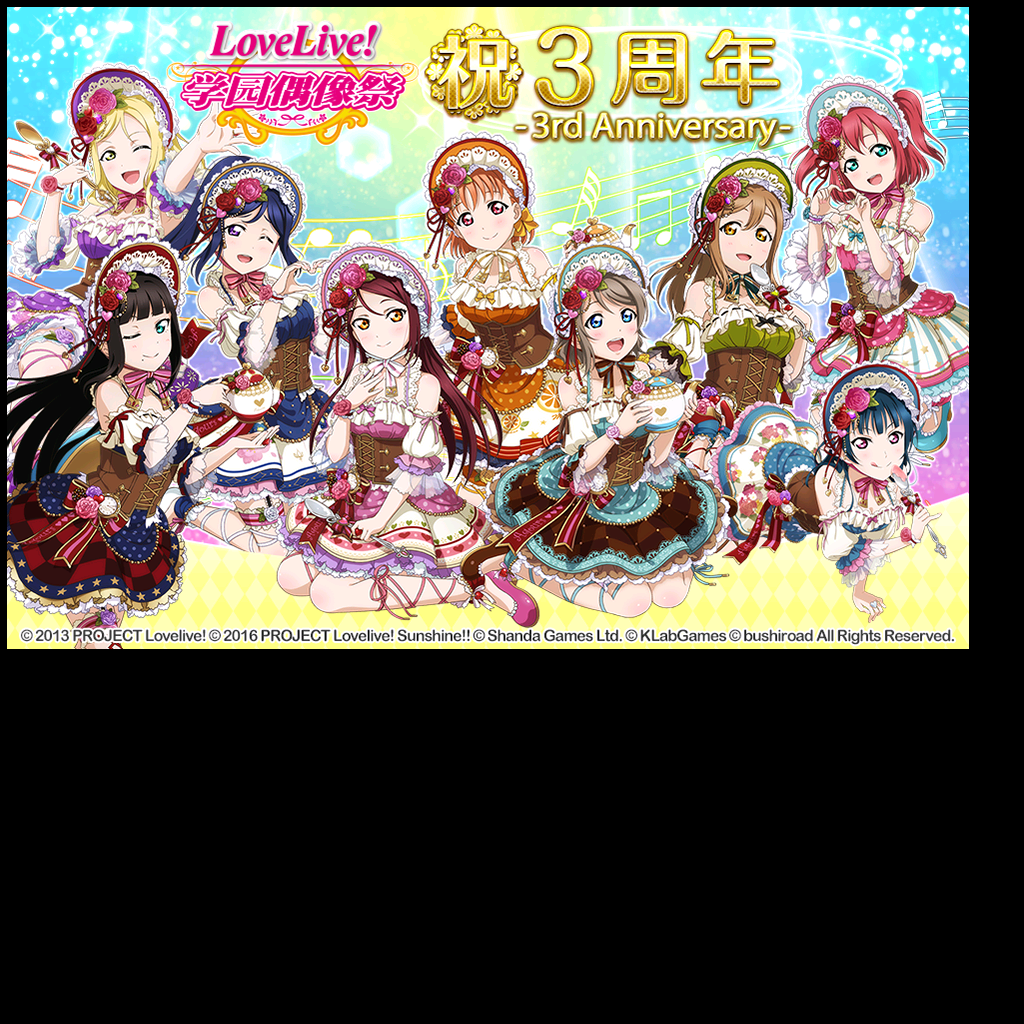 LoveLive!
学园偶像祭
祝3周年
-3rd Anniversary-
© 2013 PROJECT Lovelive! © 2016 PROJECT Lovelive! Sunshine!! © Shanda Games Ltd. © KLabGames © bushiroad All Rights Reserved.